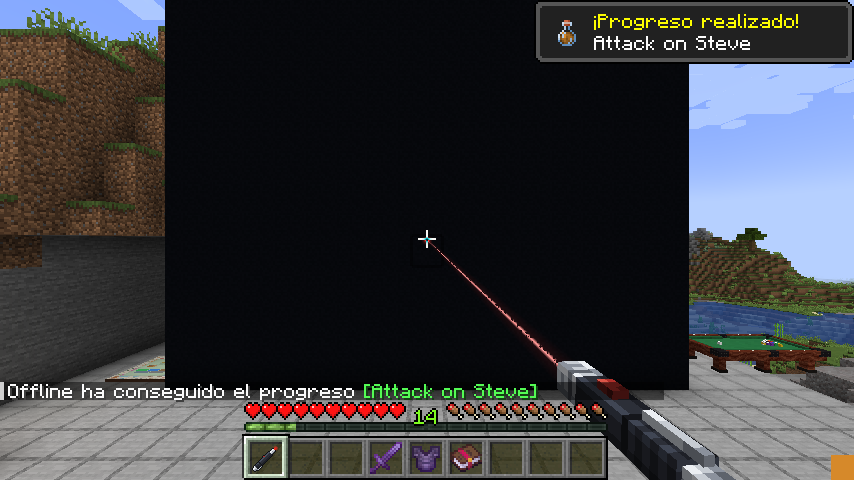 ¡Progreso realizado!
Attack on Steve
Offline ha conseguido el progreso [Attack on Steve]
14